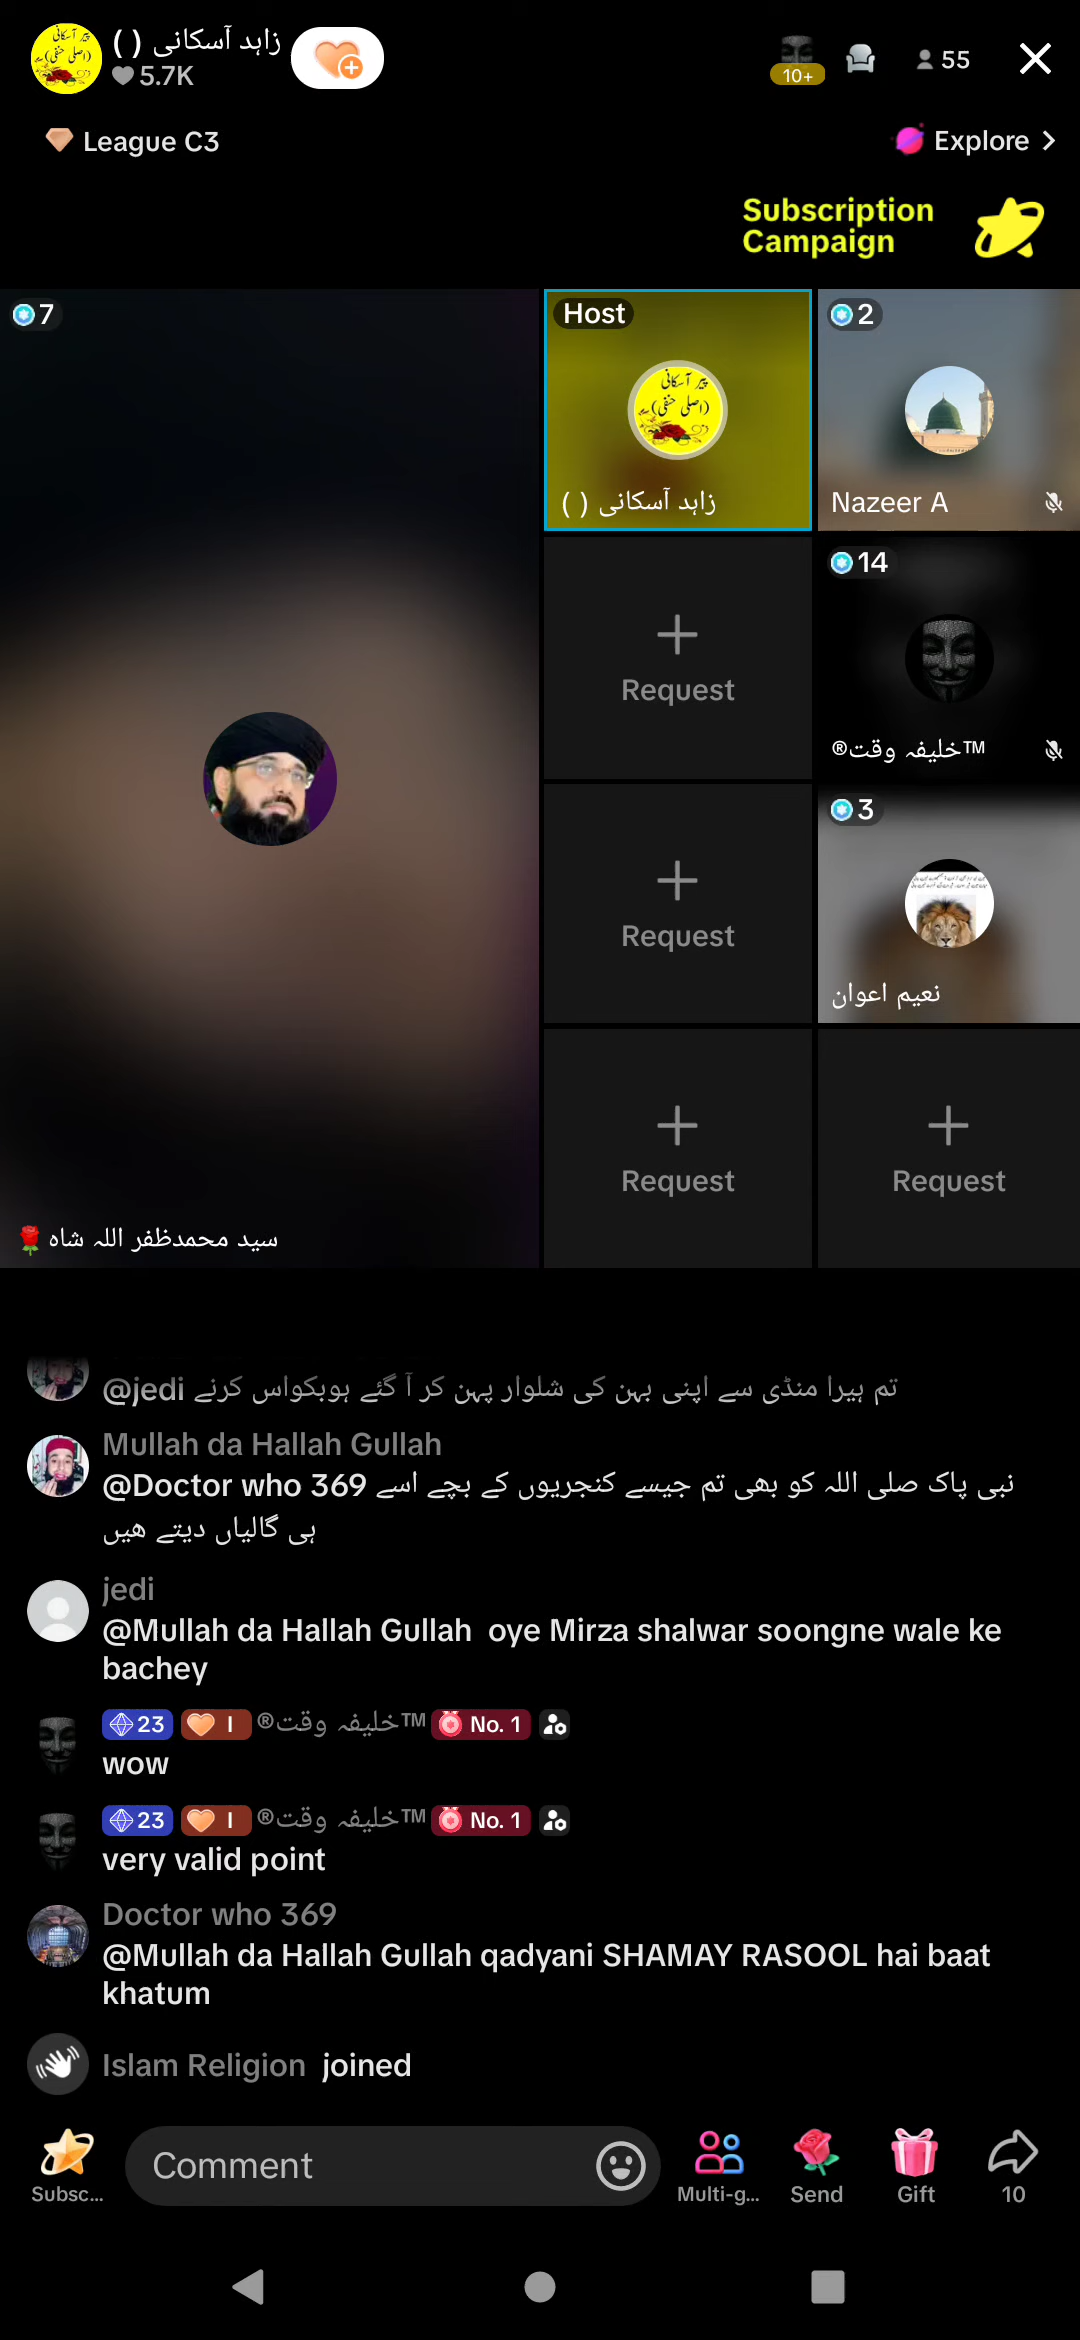 زاہد آسکانی ( )
5.7K
10+
55
League C3
Explore
Subscription
Campaign
7
Host
2
پیر آسکانی
(اصلی حنفی)
زاہد آسکانی ( )
Nazeer A
Request
14
®خلیفہ وقت™
Request
3
نعیم اعوان
Request
Request
سید محمدظفر اللہ شاہ🌹
@jedi تم ہیرا منڈی سے اپنی بہن کی شلوار پہن کر آ گئے ہوبکواس کرنے
Mullah da Hallah Gullah
@Doctor who 369 نبی پاک صلی اللہ کو بھی تم جیسے کنجریوں کے بچے اسے
ہی گالیاں دیتے ھیں
jedi
@Mullah da Hallah Gullah oye Mirza shalwar soongne wale ke
bachey
23 I ®خلیفہ وقت™ No. 1
wow
23 I ®خلیفہ وقت™ No. 1
very valid point
Doctor who 369
@Mullah da Hallah Gullah qadyani SHAMAY RASOOL hai baat
khatum
Islam Religion joined
Subsc...
Comment
Multi-g...
Send
Gift
10